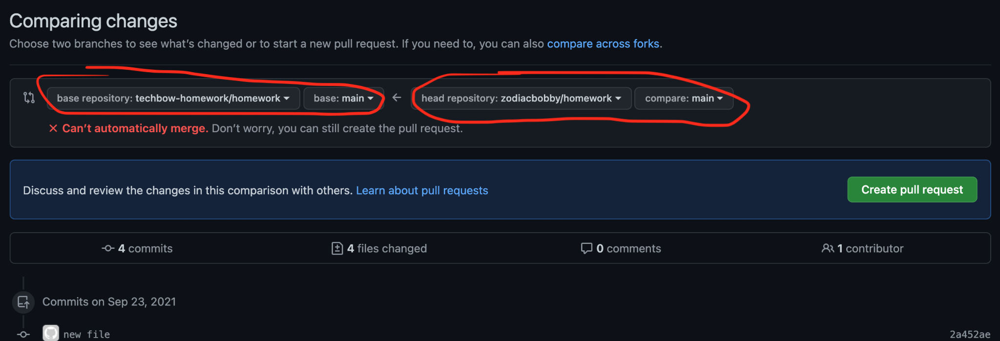 Comparing changes
Choose two branches to see what's changed or to start a new pull request. If you need to, you can also compare across forks.
base repository: techbow-homework/homework base: main ← head repository: zodiacbobby/homework compare: main
Can't automatically merge. Don't worry, you can still create the pull request.
Discuss and review the changes in this comparison with others. Learn about pull requests Create pull request
4 commits 4 files changed 0 comments 1 contributor
Commits on Sep 23, 2021
new file 2a452ae